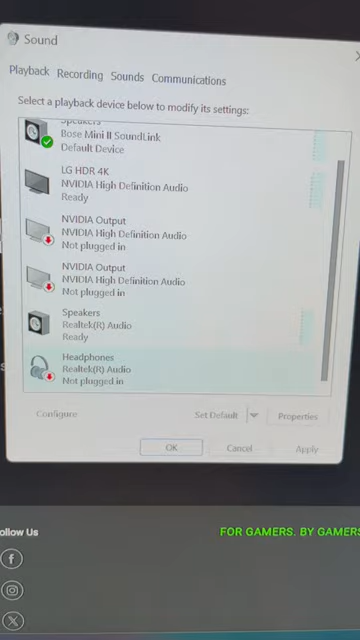 Sound
Playback Recording Sounds Communications
Select a playback device below to modify its settings:
Speakers
Bose Mini II SoundLink
Default Device
LG HDR 4K
NVIDIA High Definition Audio
Ready
NVIDIA Output
NVIDIA High Definition Audio
Not plugged in
NVIDIA Output
NVIDIA High Definition Audio
Not plugged in
Speakers
Realtek(R) Audio
Ready
Headphones
Realtek(R) Audio
Not plugged in
Configure Set Default Properties
OK Cancel Apply
ollow Us FOR GAMERS. BY GAMERS